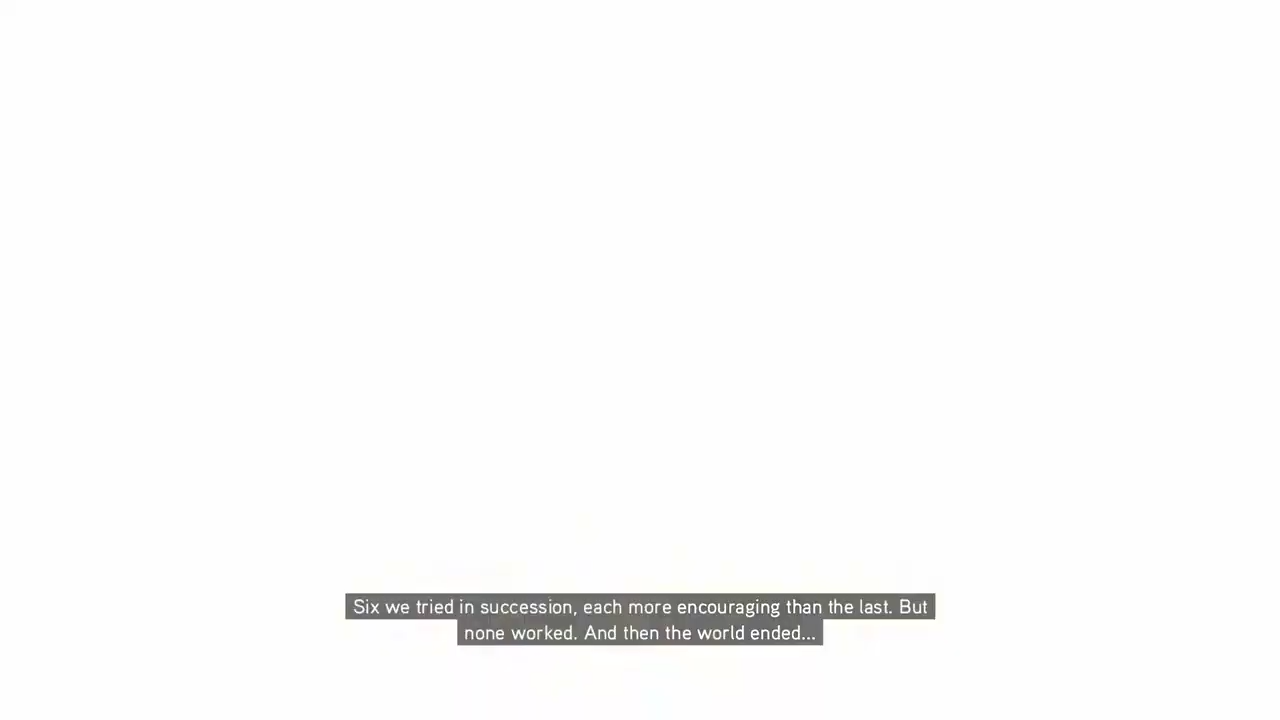 Six we tried in succession, each more encouraging than the last. But
none worked. And then the world ended...